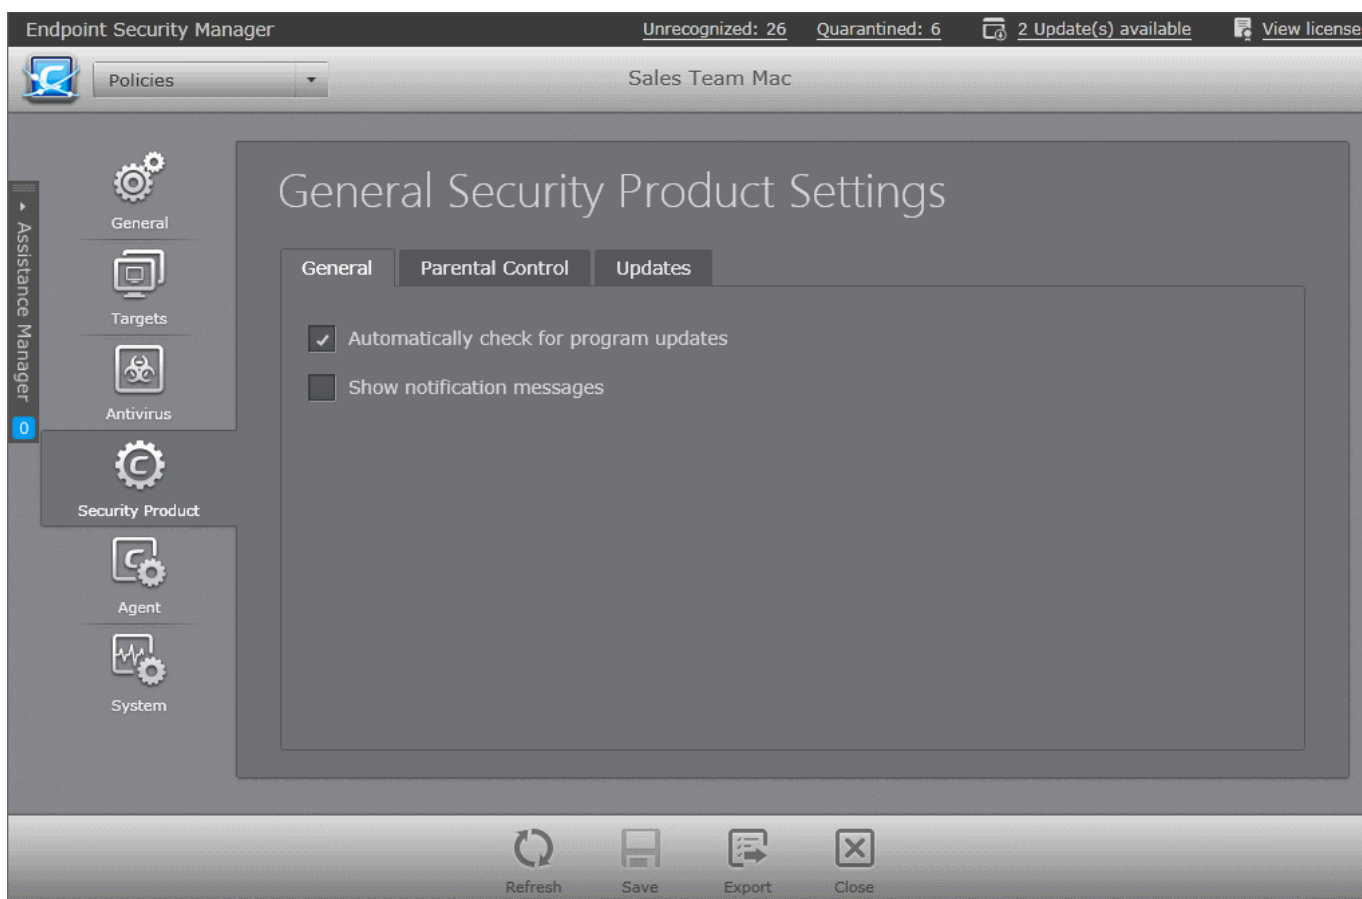 Endpoint Security Manager Unrecognized: 26 Quarantined: 6 2 Update(s) available View license
Policies Sales Team Mac
General
Targets
Antivirus
Security Product
Agent
System
Assistance Manager
0
General Security Product Settings
General Parental Control Updates
Automatically check for program updates
Show notification messages
Refresh Save Export Close